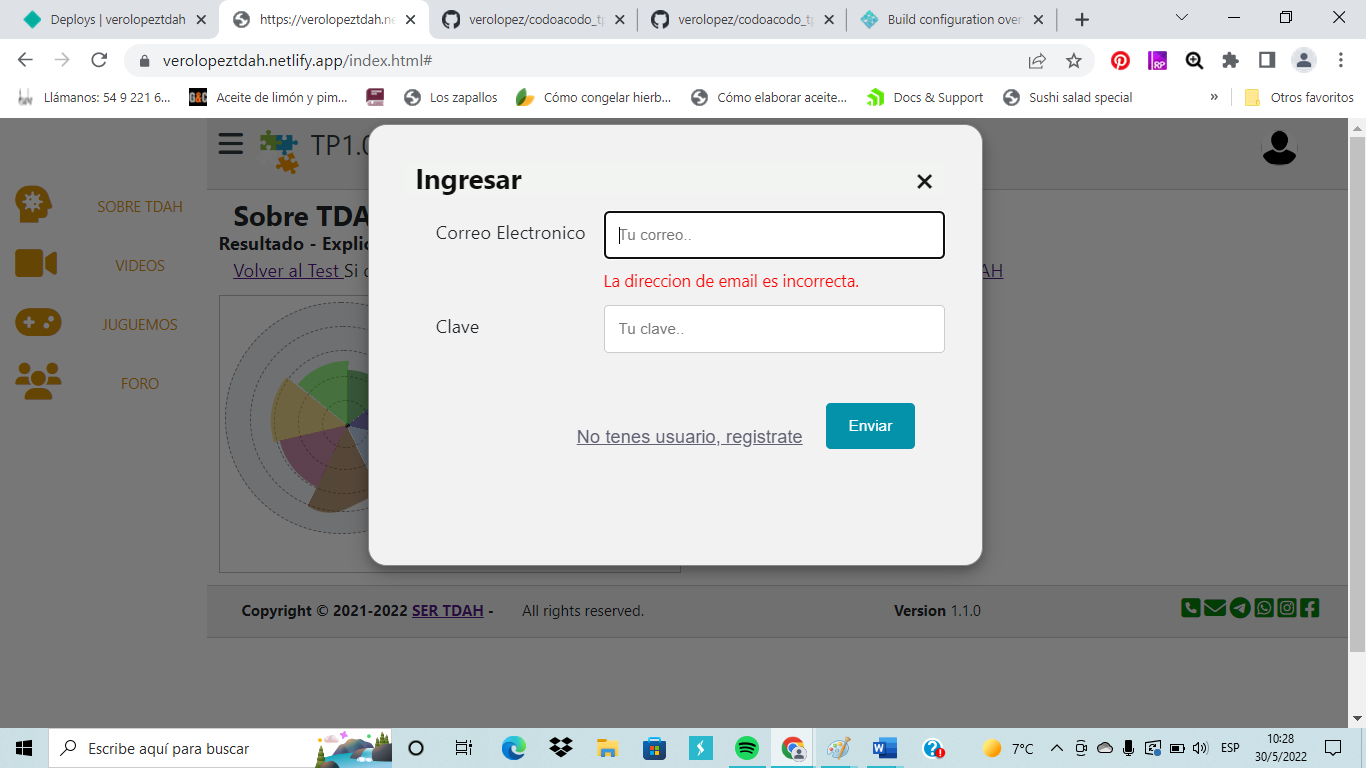 Deploys | verolopeztdah
https://verolopeztdah.ne
verolopez/codoacodo_tp
verolopez/codoacodo_tp
Build configuration over
verolopeztdah.netlify.app/index.html#
Llámanos: 54 9 221 6...
Aceite de limón y pim...
Los zapallos
Cómo congelar hierb...
Cómo elaborar aceite...
Docs & Support
Sushi salad special
»
Otros favoritos
TP1.0
Ingresar
SOBRE TDAH
Sobre TDA
Correo Electronico
Tu correo..
Resultado - Explic
VIDEOS
Volver al Test Si
AH
La direccion de email es incorrecta.
JUGUEMOS
Clave
Tu clave..
FORO
No tenes usuario, registrate
Enviar
Copyright © 2021-2022 SER TDAH -
All rights reserved.
Version 1.1.0
Escribe aquí para buscar
7°C
ESP
10:28
30/5/2022